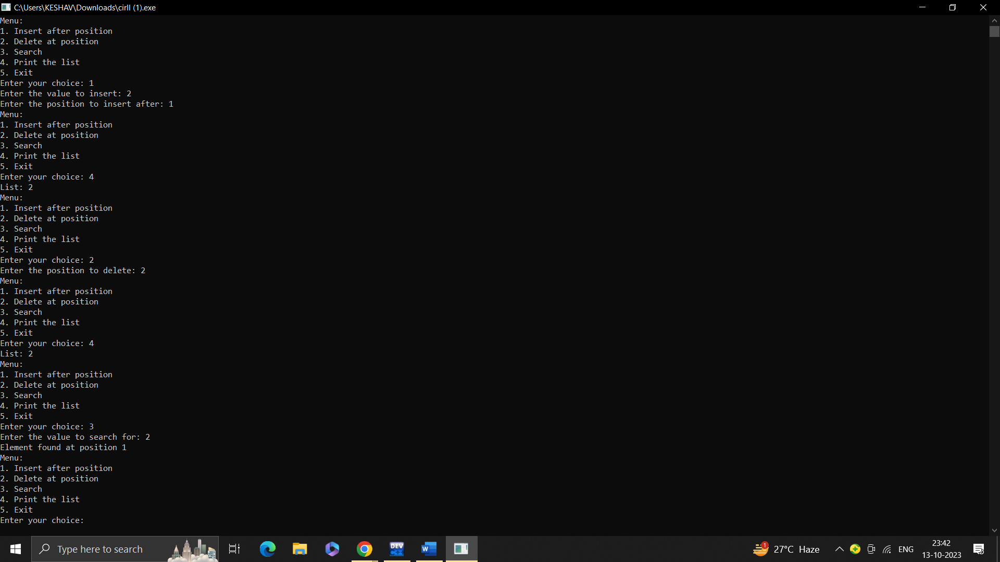 C:\Users\KESHAV\Downloads\cirll (1).exe
Menu:
1. Insert after position
2. Delete at position
3. Search
4. Print the list
5. Exit
Enter your choice: 1
Enter the value to insert: 2
Enter the position to insert after: 1
Menu:
1. Insert after position
2. Delete at position
3. Search
4. Print the list
5. Exit
Enter your choice: 4
List: 2
Menu:
1. Insert after position
2. Delete at position
3. Search
4. Print the list
5. Exit
Enter your choice: 2
Enter the position to delete: 2
Menu:
1. Insert after position
2. Delete at position
3. Search
4. Print the list
5. Exit
Enter your choice: 4
List: 2
Menu:
1. Insert after position
2. Delete at position
3. Search
4. Print the list
5. Exit
Enter your choice: 3
Enter the value to search for: 2
Element found at position 1
Menu:
1. Insert after position
2. Delete at position
3. Search
4. Print the list
5. Exit
Enter your choice:
Type here to search
DEV
C++
W
1
27°C Haze
ENG
23:42
13-10-2023